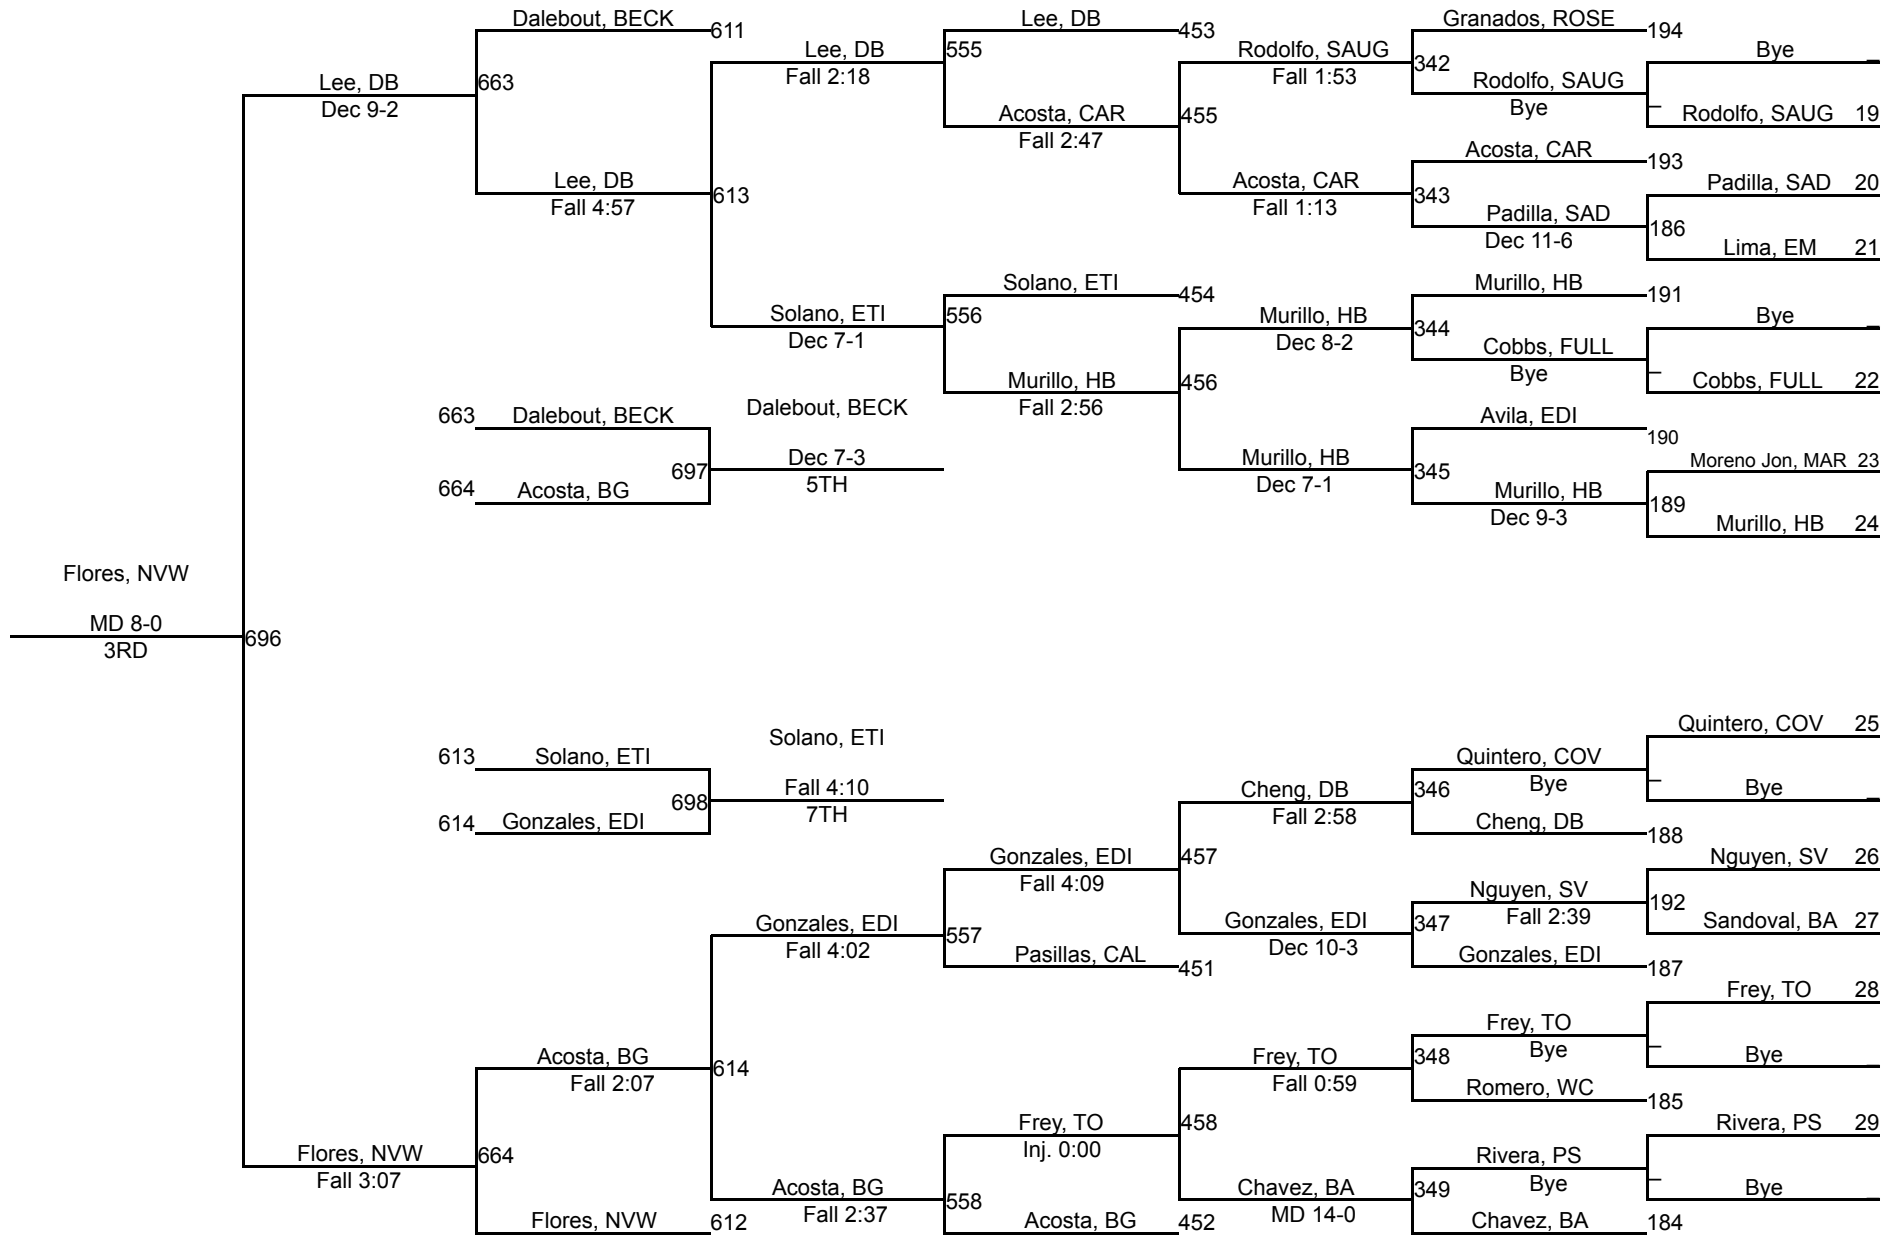 Dalebout, BECK
611
Lee, DB
453
Granados, ROSE
194
Lee, DB
Fall 2:18
555
Rodolfo, SAUG
Fall 1:53
342
Bye _
Lee, DB
Dec 9-2
663
Rodolfo, SAUG
Bye
_
Acosta, CAR
Fall 2:47
455
Rodolfo, SAUG 19
Acosta, CAR
193
Lee, DB
Fall 4:57
613
Acosta, CAR
Fall 1:13
343
Padilla, SAD 20
Padilla, SAD
Dec 11-6
186
Lima, EM 21
Solano, ETI
454
Murillo, HB
191
Solano, ETI
Dec 7-1
556
Murillo, HB
Dec 8-2
344
Bye _
Cobbs, FULL
Bye
_
Murillo, HB
Fall 2:56
456
Cobbs, FULL 22
663 Dalebout, BECK
Dalebout, BECK
Avila, EDI
190
697
Dec 7-3
5TH
Murillo, HB
Dec 7-1
345
Moreno Jon, MAR 23
664 Acosta, BG
Murillo, HB
Dec 9-3
189
Murillo, HB 24
Flores, NVW
MD 8-0
3RD
696
Quintero, COV 25
613 Solano, ETI
Solano, ETI
Quintero, COV
Bye
_
698
Fall 4:10
7TH
Cheng, DB
Fall 2:58
346
Bye _
614 Gonzales, EDI
Cheng, DB
188
Gonzales, EDI
Fall 4:09
457
Nguyen, SV 26
Nguyen, SV
Fall 2:39
192
Gonzales, EDI
Fall 4:02
557
Gonzales, EDI
Dec 10-3
347
Sandoval, BA 27
Pasillas, CAL
451
Gonzales, EDI
187
Frey, TO 28
Frey, TO
Bye
_
Acosta, BG
Fall 2:07
614
Frey, TO
Fall 0:59
348
Bye _
Romero, WC
185
Frey, TO
Inj. 0:00
458
Rivera, PS 29
Flores, NVW
Fall 3:07
664
Rivera, PS
Bye
_
Acosta, BG
Fall 2:37
558
Chavez, BA
MD 14-0
349
Bye _
Flores, NVW
612
Acosta, BG
452
Chavez, BA
184